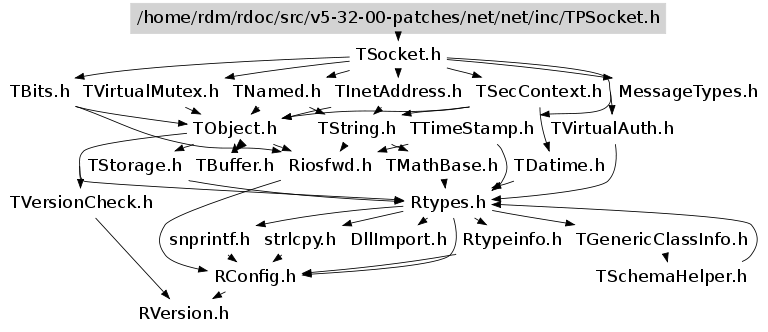 /home/rdm/rdoc/src/v5-32-00-patches/net/net/inc/TPSocket.h
TSocket.h
TBits.h TVirtualMutex.h TNamed.h TInetAddress.h TSecContext.h MessageTypes.h
TObject.h TString.h TTimeStamp.h TVirtualAuth.h
TStorage.h TBuffer.h Riosfwd.h TMathBase.h TDatime.h
TVersionCheck.h Rtypes.h
snprintf.h strlcpy.h DllImport.h Rtypeinfo.h TGenericClassInfo.h
RConfig.h TSchemaHelper.h
RVersion.h